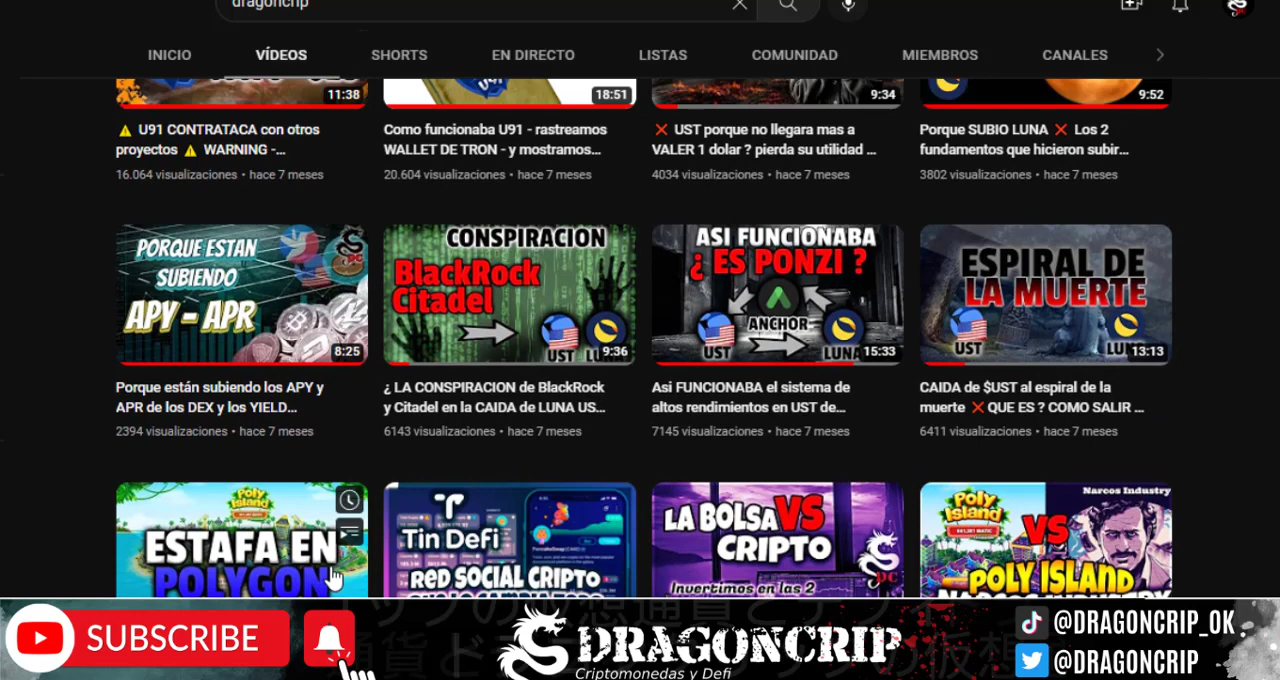 dragoncrip
INICIO
VÍDEOS
SHORTS
EN DIRECTO
LISTAS
COMUNIDAD
MIEMBROS
CANALES
11:38
18:51
9:34
9:52
⚠ U91 CONTRATACA con otros
proyectos ⚠ WARNING -...
16.064 visualizaciones • hace 7 meses
Como funcionaba U91 - rastreamos
WALLET DE TRON - y mostramos...
20.604 visualizaciones • hace 7 meses
❌ UST porque no llegara mas a
VALER 1 dolar ? pierda su utilidad ...
4034 visualizaciones • hace 7 meses
Porque SUBIO LUNA ❌ Los 2
fundamentos que hicieron subir...
3802 visualizaciones • hace 7 meses
PORQUE ESTAN
SUBIENDO
APY - APR
8:25
CONSPIRACION
BlackRock
Citadel
UST
9:36
ASI FUNCIONABA
¿ ES PONZI ?
ANCHOR
UST
LUNA
15:33
ESPIRAL DE
LA MUERTE
UST
13:13
Porque están subiendo los APY y
APR de los DEX y los YIELD...
2394 visualizaciones • hace 7 meses
¿ LA CONSPIRACION de BlackRock
y Citadel en la CAIDA de LUNA US...
6143 visualizaciones • hace 7 meses
Asi FUNCIONABA el sistema de
altos rendimientos en UST de...
7145 visualizaciones • hace 7 meses
CAIDA de $UST al espiral de la
muerte ❌ QUE ES ? COMO SALIR ...
6411 visualizaciones • hace 7 meses
Poly
Island
ESTAFA EN
POLYGON
Tin Defi
RED SOCIAL CRIPTO
LA BOLSA VS
CRIPTO
Invertimos en las 2
Poly
Island
Narcos Industry
VS
POLY ISLAND
SUBSCRIBE
DRAGONCRIP
Criptomonedas y Defi
@DRAGONCRIP_OK
@DRAGONCRIP